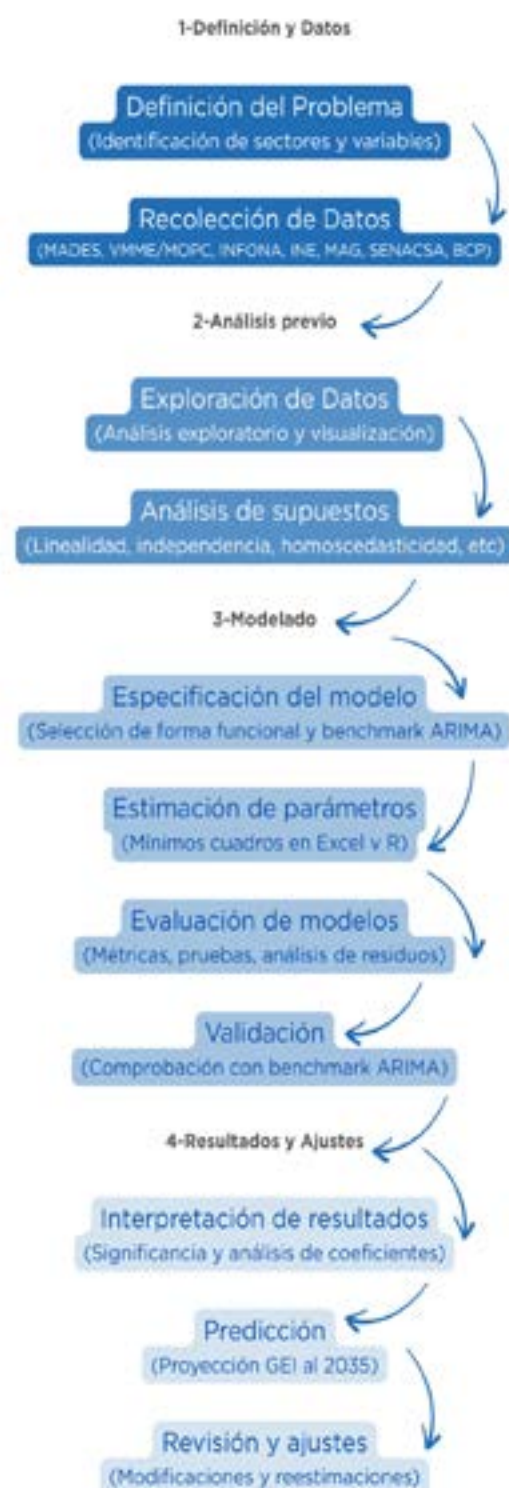 1-Definición y Datos
Definición del Problema
(Identificación de sectores y variables)
Recolección de Datos
(MADES, VMME/MOPC, INFONA, INE, MAG, SENACSA, BCP)
2-Análisis previo
Exploración de Datos
(Análisis exploratorio y visualización)
Análisis de supuestos
(Linealidad, independencia, homoscedasticidad, etc)
3-Modelado
Especificación del modelo
(Selección de forma funcional y benchmark ARIMA)
Estimación de parámetros
(Mínimos cuadros en Excel y R)
Evaluación de modelos
(Métricas, pruebas, análisis de residuos)
Validación
(Comprobación con benchmark ARIMA)
4-Resultados y Ajustes
Interpretación de resultados
(Significancia y análisis de coeficientes)
Predicción
(Proyección GEI al 2035)
Revisión y ajustes
(Modificaciones y reestimaciones)